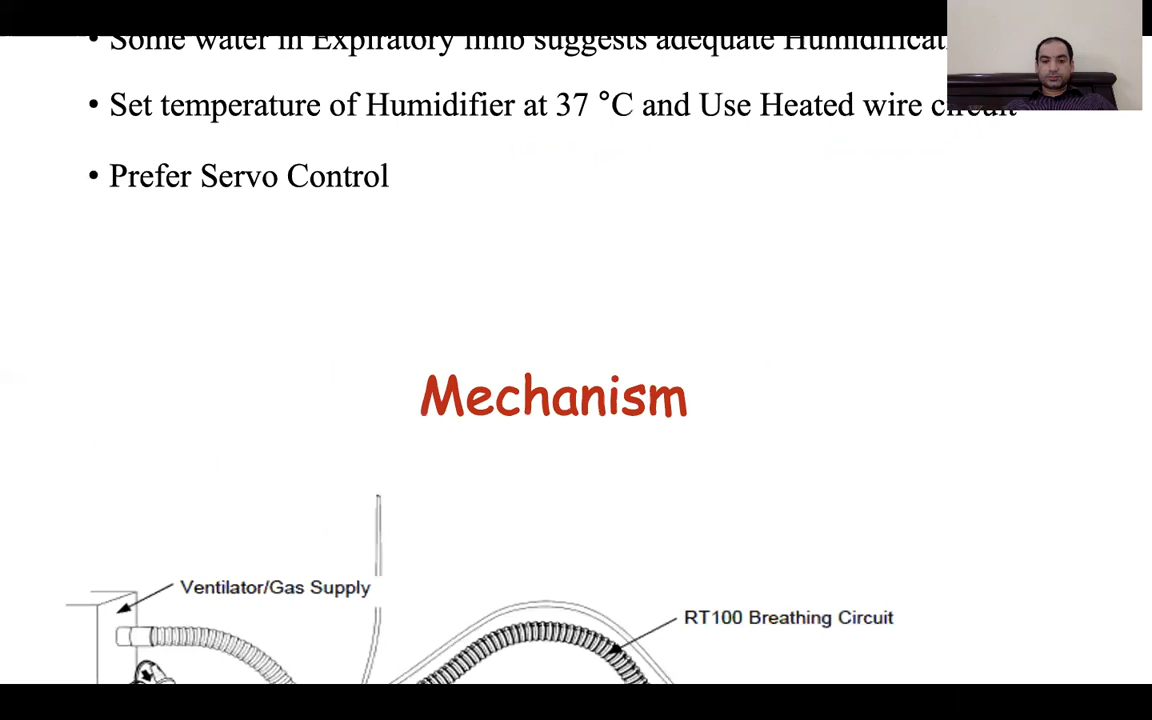 • Some water in Expiratory limb suggests adequate
• Set temperature of Humidifier at 37 °C and Use Heated wire circuit
• Prefer Servo Control
Mechanism
Ventilator/Gas Supply
RT100 Breathing Circuit